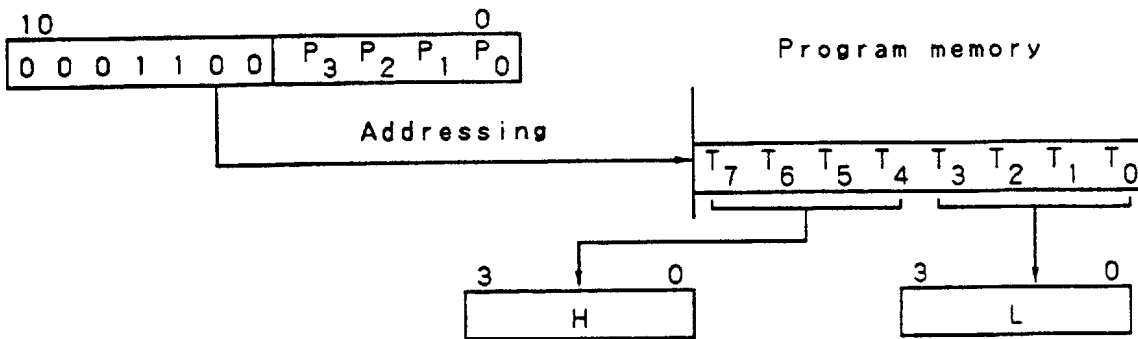 10 0
0 0 0 1 1 0 0 P3 P2 P1 P0
Program memory
Addressing
T7 T6 T5 T4 T3 T2 T1 T0
3 0 3 0
H L